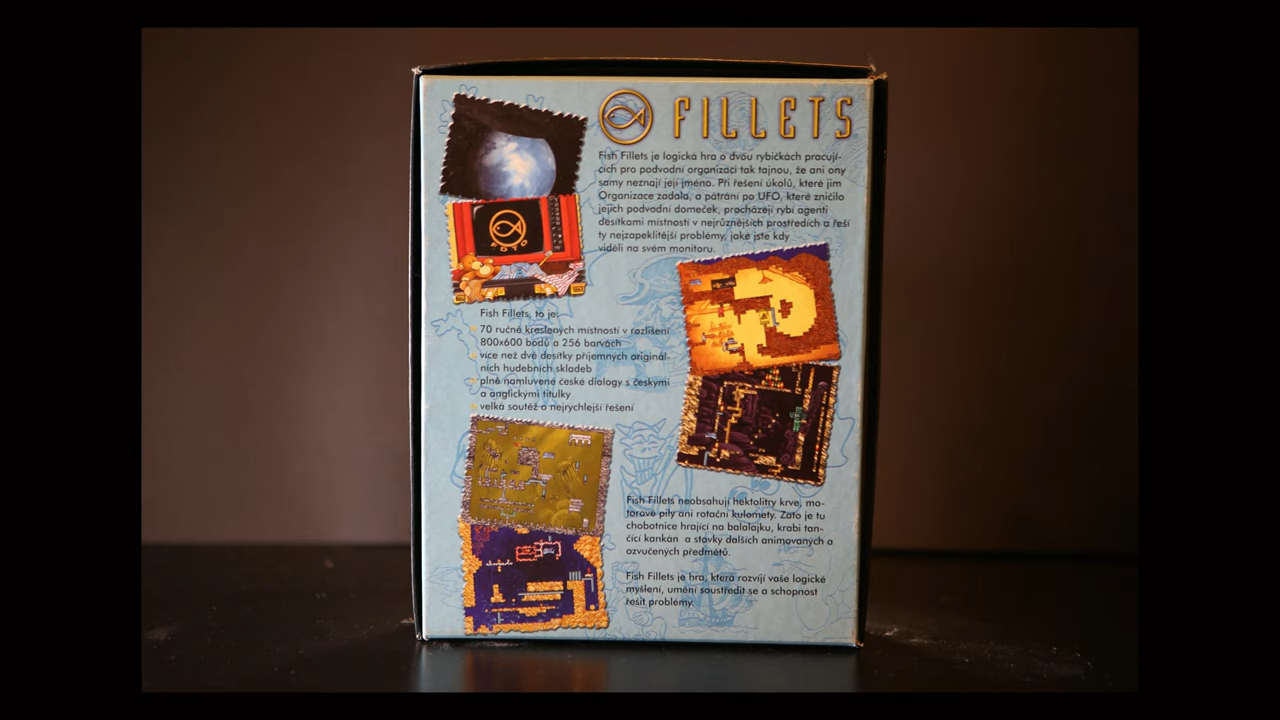 FILLETS
Fish Fillets je logická hra o dvou rybičkách pracují-
cích pro podvodní organizaci tak tajnou, že ani ony
samy neznají její jméno. Při řešení úkolů, které jim
Organizace zadala, a pátrání po UFO, které zničilo
jejich podvodní domeček, procházejí rybí agenti
desítkami místností v nejrůznějších prostředích a řeší
ty nejzapeklitější problémy, jaké jste kdy
viděli na svém monitoru.
FDTO
Fish Fillets, to je:
70 ručně kreslených místností v rozlišení
800x600 bodů a 256 barvách
více než dvě desítky příjemných originál-
ních hudebních skladeb
plně namluvené české dialogy s českými
a anglickými titulky
velká soutěž o nejrychlejší řešení
Fish Fillets neobsahují hektolitry krve, mo-
torové pily ani rotační kulomety. Zato je tu
chobotnice hrající na balalajku, krabi tan-
čící kankán a stovky dalších animovaných a
ozvučených předmětů.
Fish Fillets je hra, která rozvíjí vaše logické
myšlení, umění soustředit se a schopnost
řešit problémy.